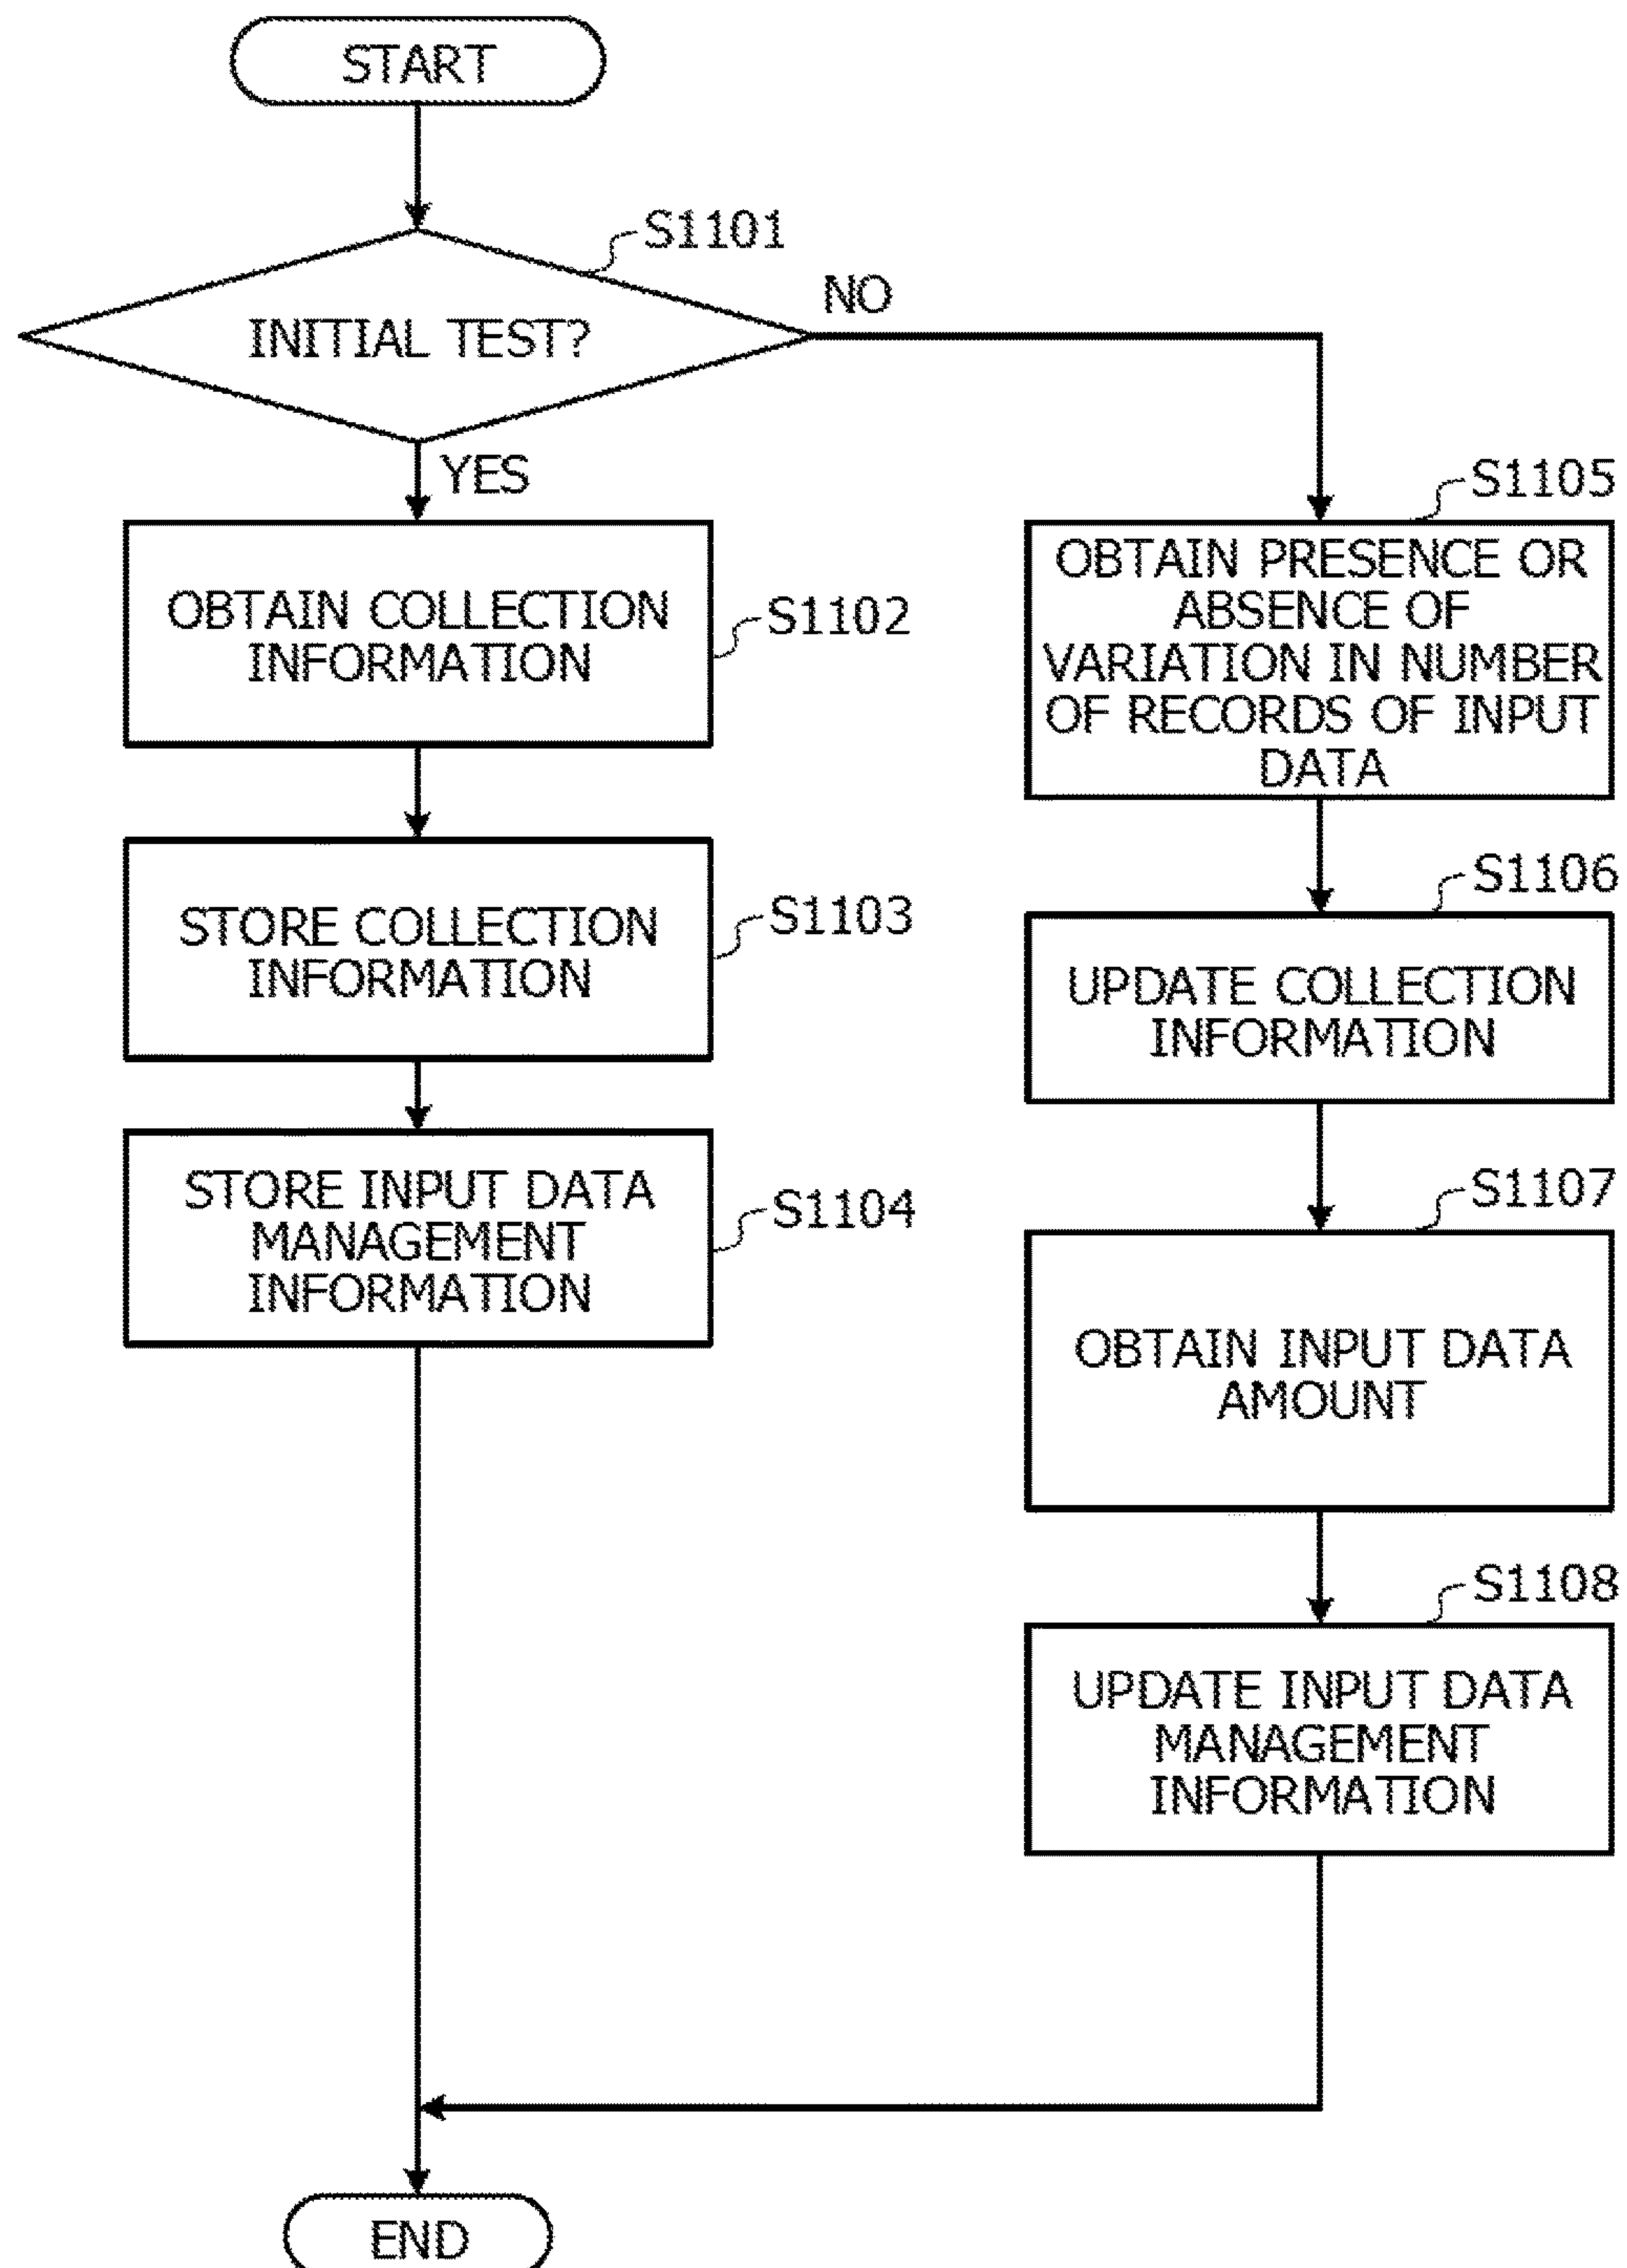 START
S1101
INITIAL TEST?
NO
YES
OBTAIN COLLECTION
INFORMATION
S1102
STORE COLLECTION
INFORMATION
S1103
STORE INPUT DATA
MANAGEMENT
INFORMATION
S1104
S1105
OBTAIN PRESENCE OR
ABSENCE OF
VARIATION IN NUMBER
OF RECORDS OF INPUT
DATA
S1106
UPDATE COLLECTION
INFORMATION
S1107
OBTAIN INPUT DATA
AMOUNT
S1108
UPDATE INPUT DATA
MANAGEMENT
INFORMATION
END